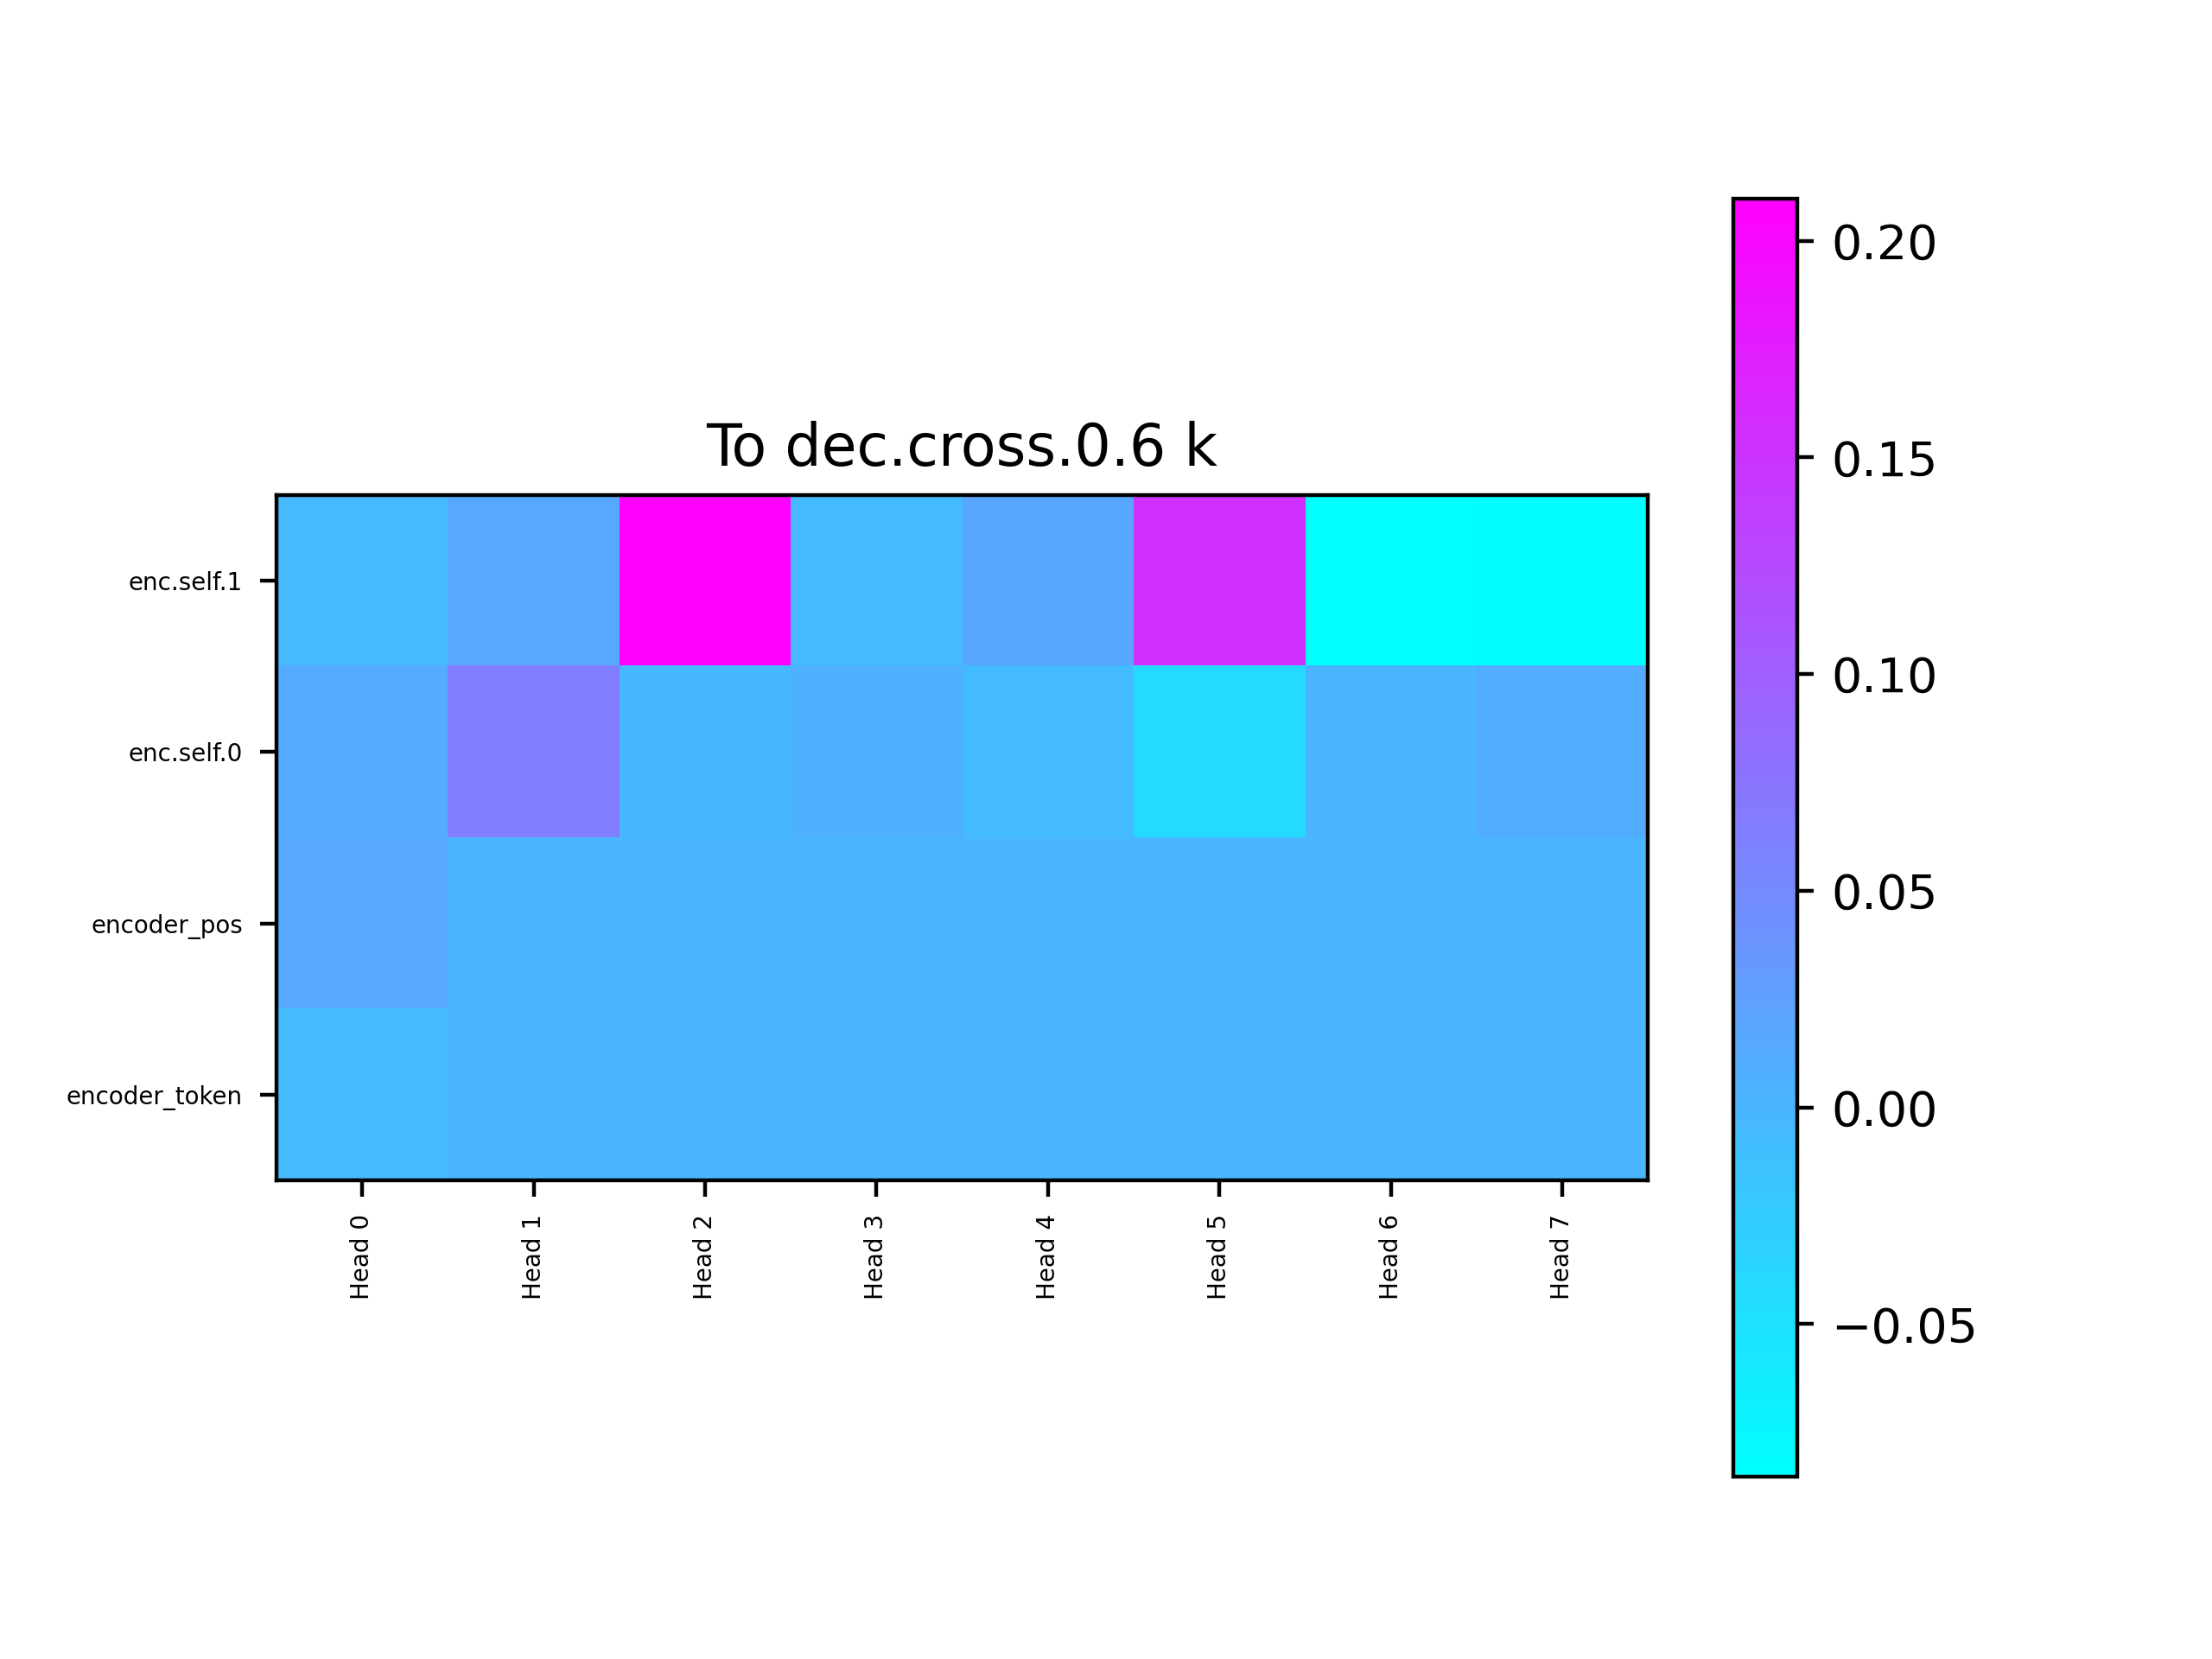 To dec.cross.0.6 k
enc.self.1
enc.self.0
encoder_pos
encoder_token
Head 0
Head 1
Head 2
Head 3
Head 4
Head 5
Head 6
Head 7
0.20
0.15
0.10
0.05
0.00
−0.05